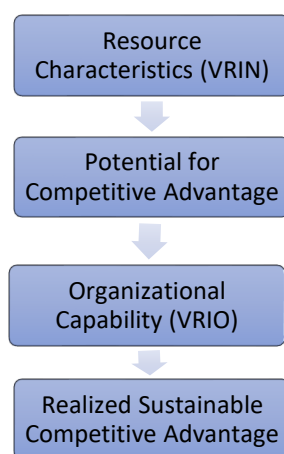 Resource
Characteristics (VRIN)
Potential for
Competitive Advantage
Organizational
Capability (VRIO)
Realized Sustainable
Competitive Advantage